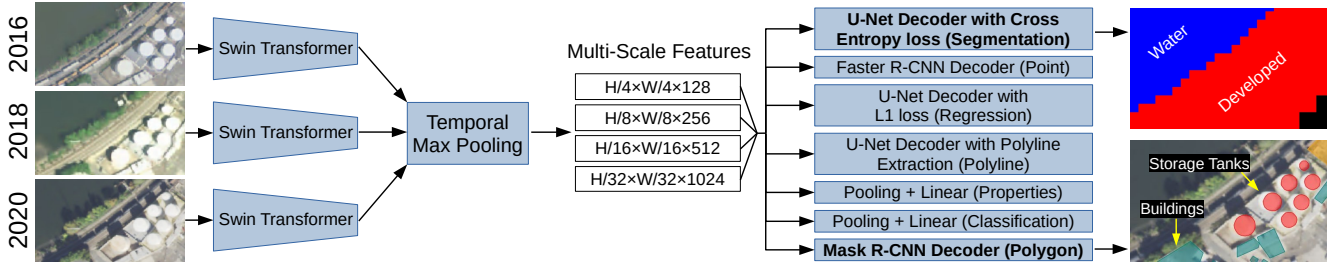 2016
2018
2020
Swin Transformer
Swin Transformer
Swin Transformer
Temporal
Max Pooling
Multi-Scale Features
H/4×W/4×128
H/8×W/8×256
H/16×W/16×512
H/32×W/32×1024
U-Net Decoder with Cross
Entropy loss (Segmentation)
Faster R-CNN Decoder (Point)
U-Net Decoder with
L1 loss (Regression)
U-Net Decoder with Polyline
Extraction (Polyline)
Pooling + Linear (Properties)
Pooling + Linear (Classification)
Mask R-CNN Decoder (Polygon)
Water
Developed
Storage Tanks
Buildings